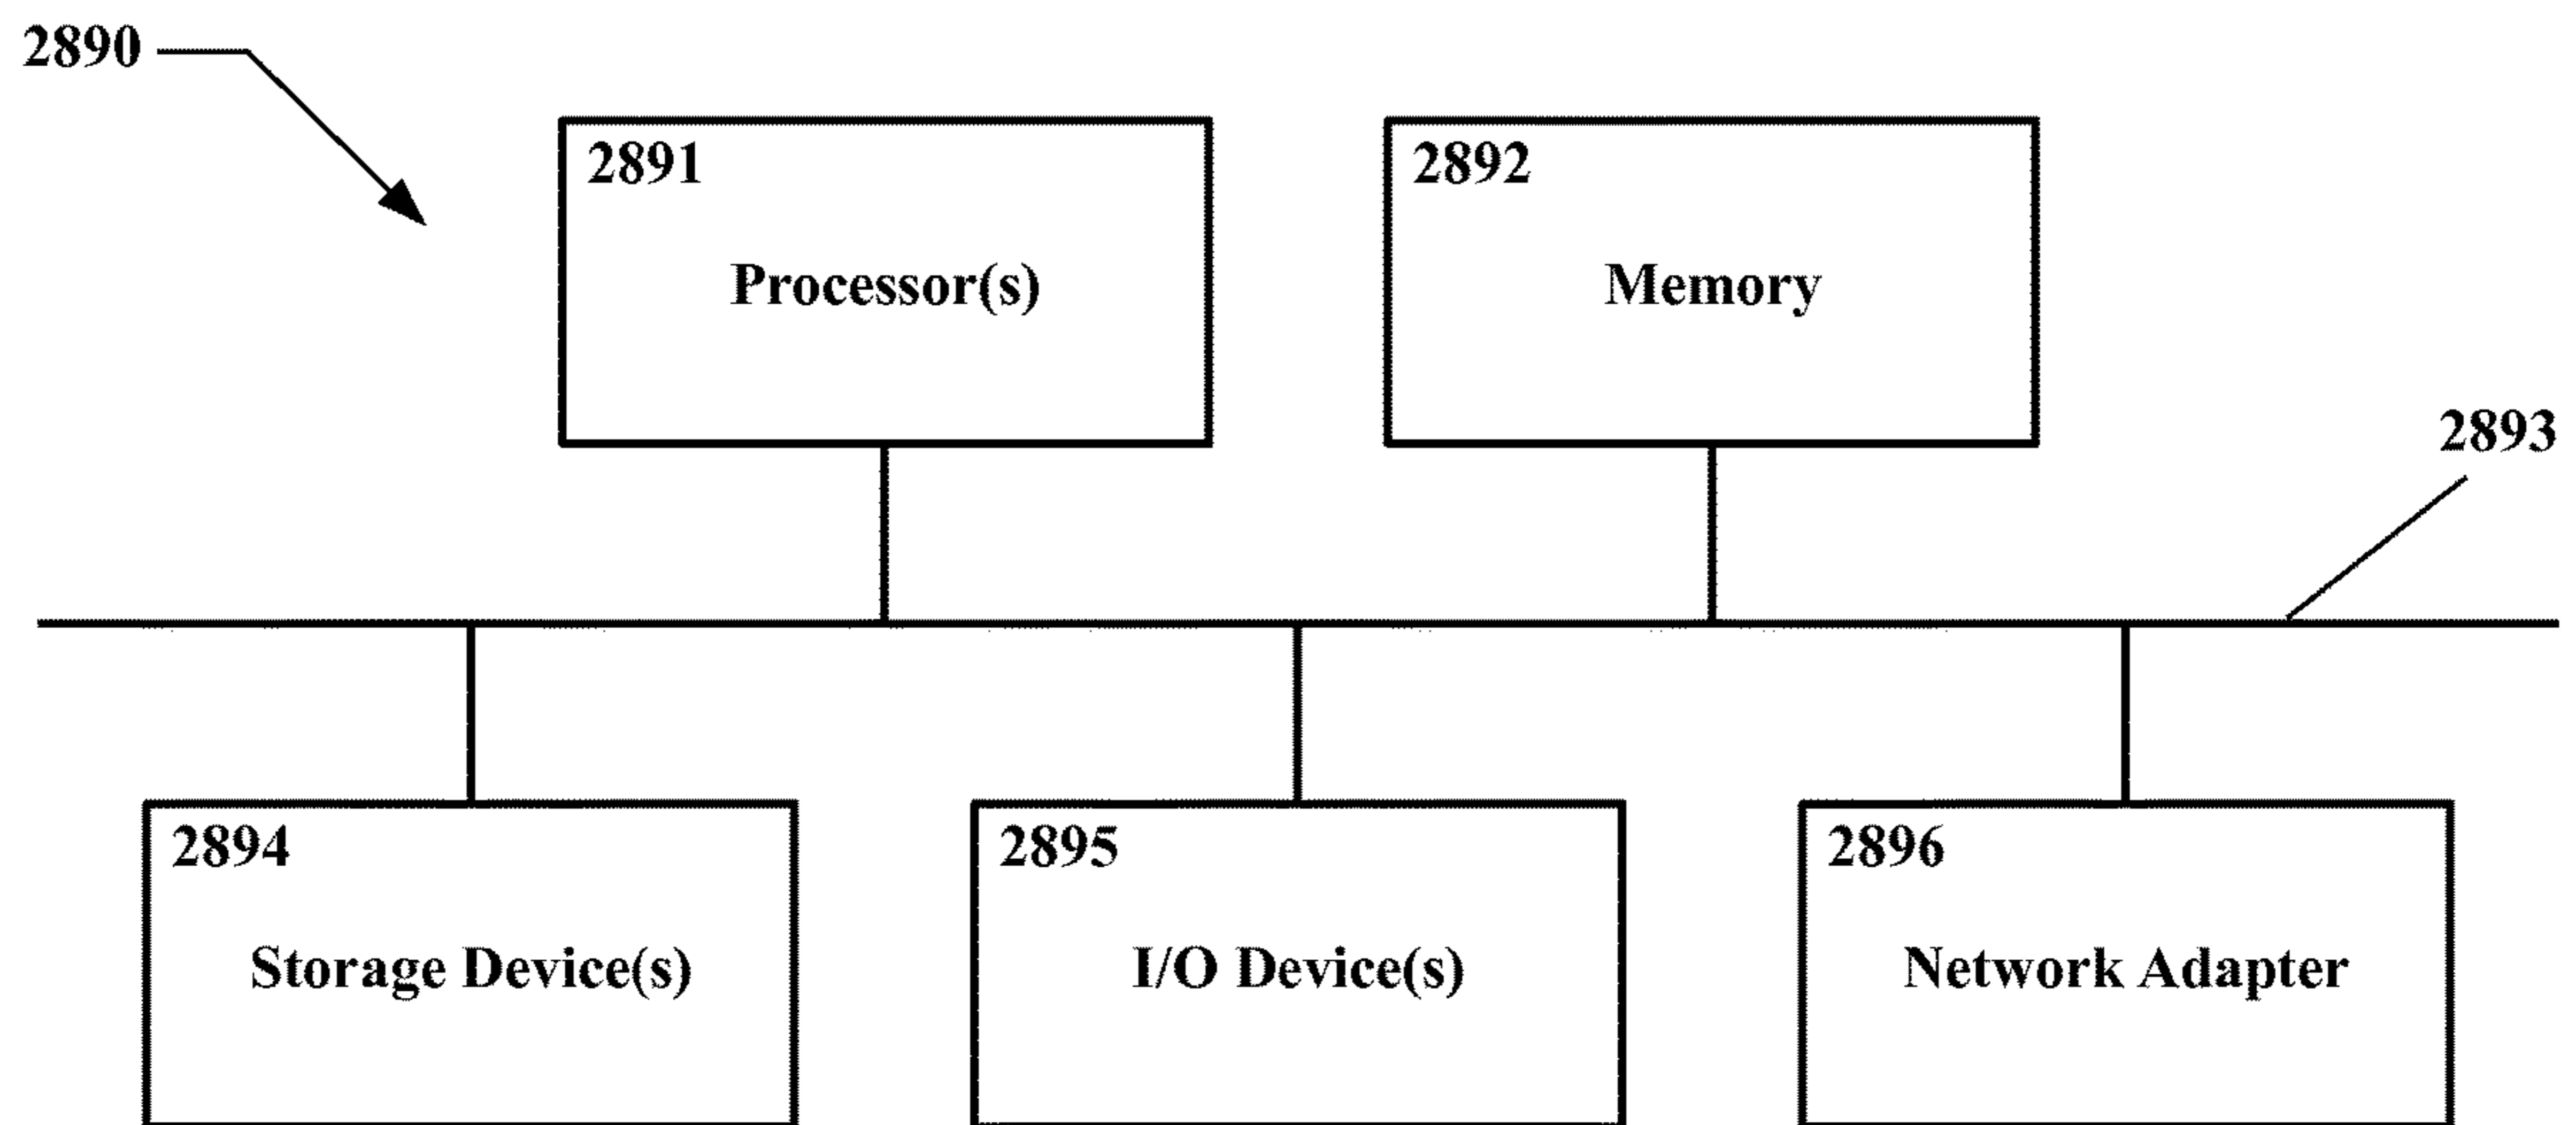 2890
2891
Processor(s)
2892
Memory
2893
2894
Storage Device(s)
2895
I/O Device(s)
2896
Network Adapter